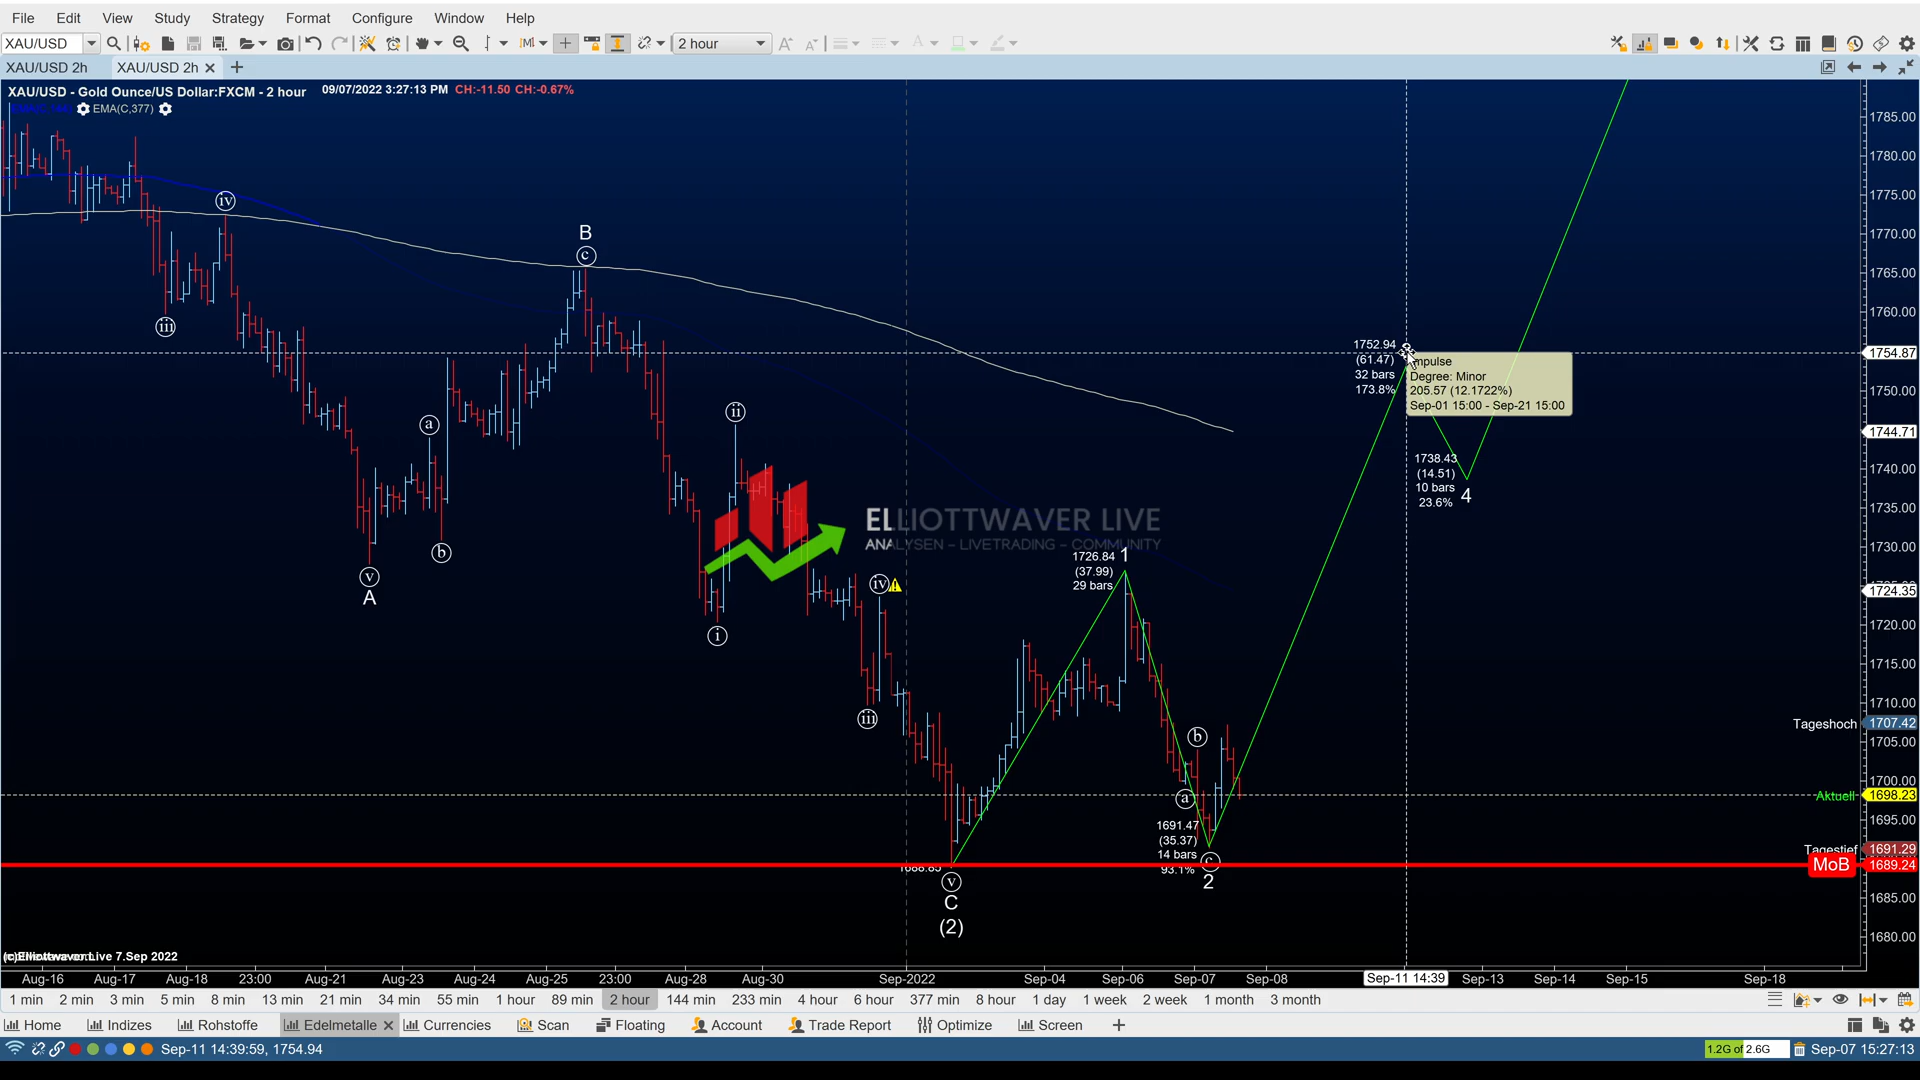 File Edit View Study Strategy Format Configure Window Help
XAU/USD 2 hour
XAU/USD 2h XAU/USD 2h
XAU/USD - Gold Ounce/US Dollar:FXCM - 2 hour 09/07/2022 3:27:13 PM CH:-11.50 CH:-0.67%
EMA(C,377)
1785.00
1780.00
1775.00
iv
1770.00
B
c
1765.00
iii
1760.00
1752.94
(61.47)
32 bars
173.8%
1754.87
mpulse
Degree: Minor
205.57 (12.1722%)
Sep-01 15:00 - Sep-21 15:00
1750.00
ii
a
1744.71
1738.43
(14.51)
10 bars
23.6%
4
1740.00
1735.00
ELLIOTTWAVER LIVE
ANALYSEN – LIVETRADING – COMMUNITY
b
1730.00
1726.84 1
(37.99)
29 bars
v
A
iv
1724.35
1720.00
i
1715.00
iii
1710.00
Tageshoch 1707.42
b
1705.00
1700.00
a
Aktuell 1698.23
1691.47
(35.37)
14 bars
93.1%
1695.00
Tagestief 1691.29
MoB 1689.24
c
2
v
C
(2)
1685.00
1680.00
Live 7.Sep 2022
Aug-16 Aug-17 Aug-18 23:00 Aug-21 Aug-23 Aug-24 Aug-25 23:00 Aug-28 Aug-30 Sep-2022 Sep-04 Sep-06 Sep-07 Sep-08 Sep-11 14:39 Sep-13 Sep-14 Sep-15 Sep-18
1 min 2 min 3 min 5 min 8 min 13 min 21 min 34 min 55 min 1 hour 89 min 2 hour 144 min 233 min 4 hour 6 hour 377 min 8 hour 1 day 1 week 2 week 1 month 3 month
Home Indizes Rohstoffe Edelmetalle Currencies Scan Floating Account Trade Report Optimize Screen
Sep-11 14:39:59, 1754.94 1.2G of 2.6G Sep-07 15:27:13